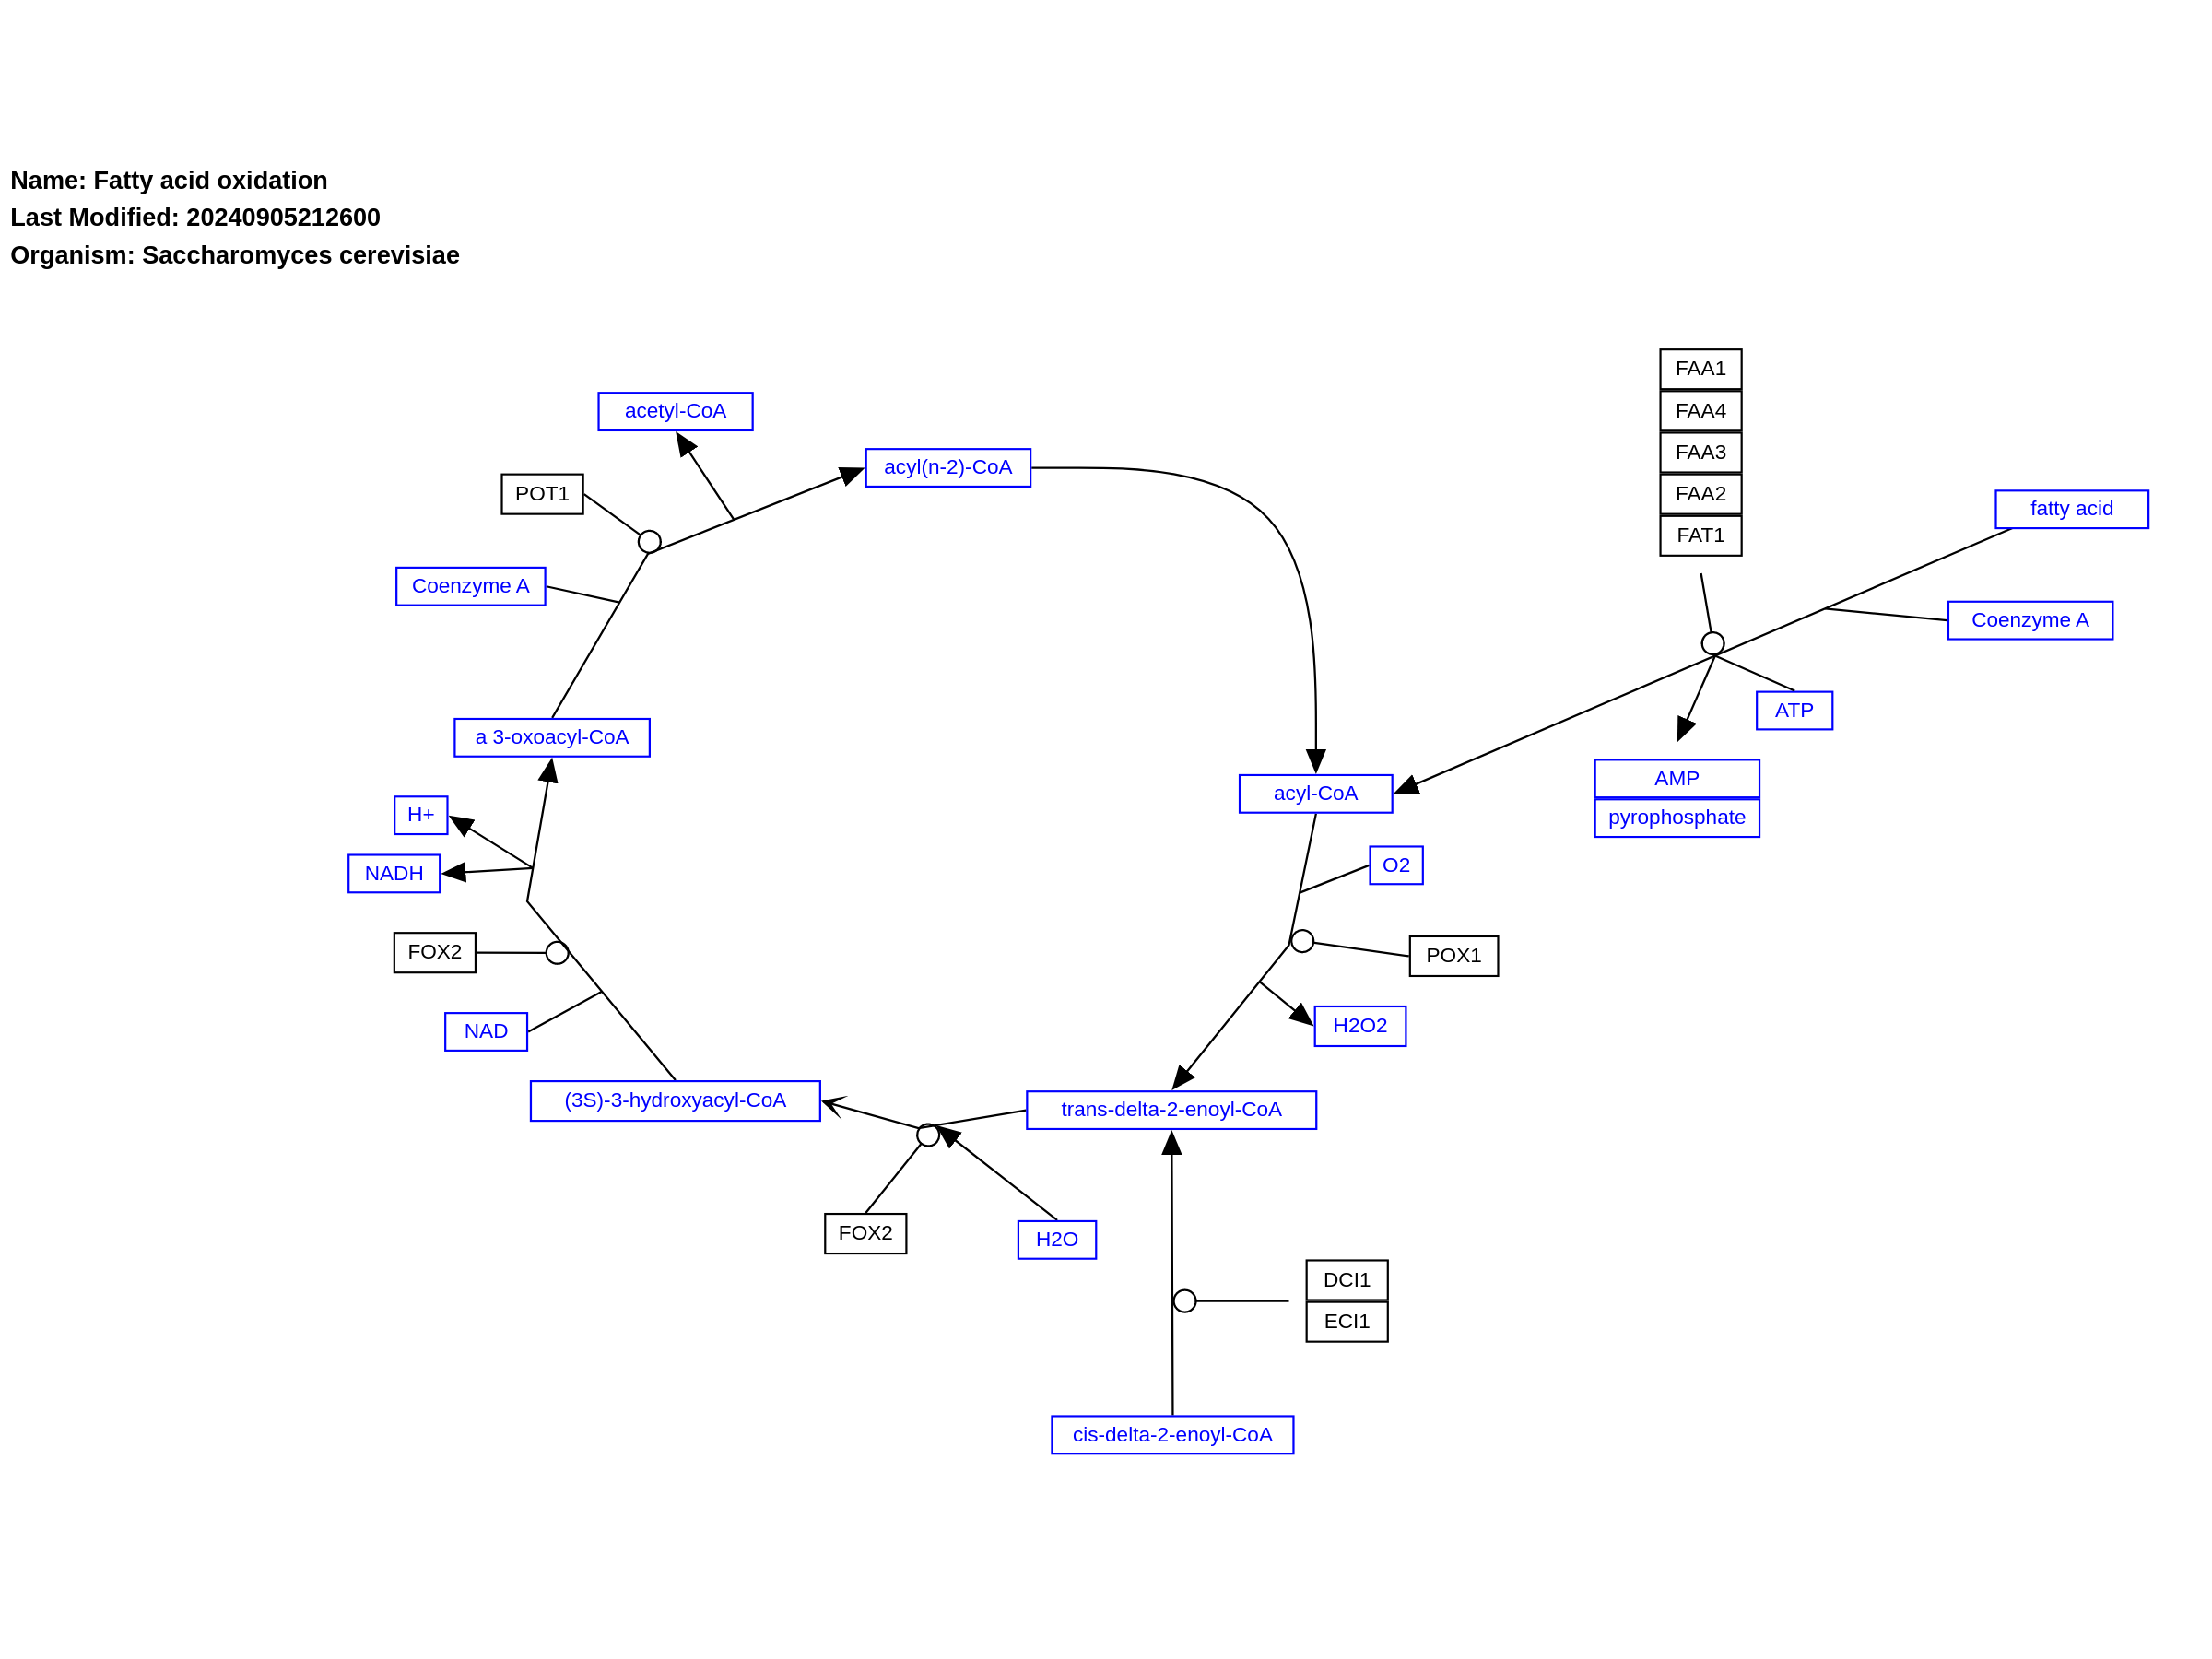 Name: Fatty acid oxidation
Last Modified: 20240905212600
Organism: Saccharomyces cerevisiae
FAA1
acetyl-CoA
FAA4
FAA3
acyl(n-2)-CoA
POT1
FAA2
fatty acid
FAT1
Coenzyme A
Coenzyme A
ATP
a 3-oxoacyl-CoA
AMP
acyl-CoA
H+
pyrophosphate
O2
NADH
FOX2
POX1
H2O2
NAD
(3S)-3-hydroxyacyl-CoA
trans-delta-2-enoyl-CoA
FOX2
H2O
DCI1
ECI1
cis-delta-2-enoyl-CoA